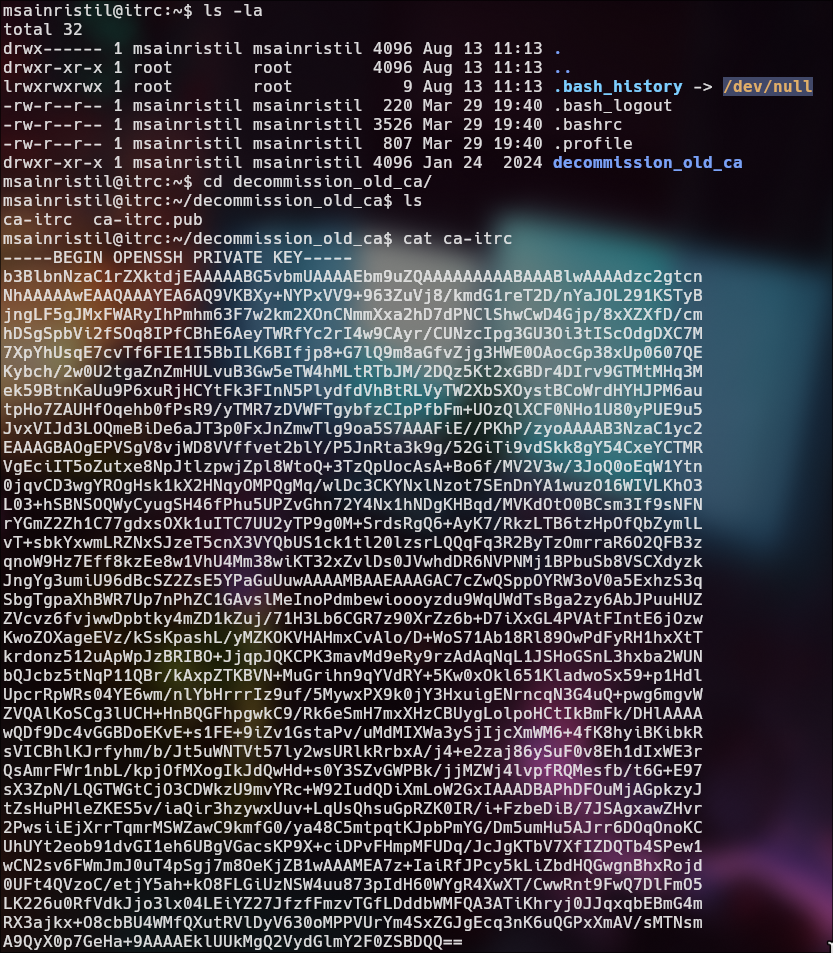 msainristil@itrc:~$ ls -la
total 32
drwx------ 1 msainristil msainristil 4096 Aug 13 11:13 .
drwxr-xr-x 1 root        root        4096 Aug 13 11:13 ..
lrwxrwxrwx 1 root        root           9 Aug 13 11:13 .bash_history -> /dev/null
-rw-r--r-- 1 msainristil msainristil  220 Mar 29 19:40 .bash_logout
-rw-r--r-- 1 msainristil msainristil 3526 Mar 29 19:40 .bashrc
-rw-r--r-- 1 msainristil msainristil  807 Mar 29 19:40 .profile
drwxr-xr-x 1 msainristil msainristil 4096 Jan 24  2024 decommission_old_ca
msainristil@itrc:~$ cd decommission_old_ca/
msainristil@itrc:~/decommission_old_ca$ ls
ca-itrc  ca-itrc.pub
msainristil@itrc:~/decommission_old_ca$ cat ca-itrc
-----BEGIN OPENSSH PRIVATE KEY-----
b3BlbnNzaC1rZXktdjEAAAAABG5vbmUAAAAEbm9uZQAAAAAAAAABAAABlwAAAAdzc2gtcn
NhAAAAAwEAAQAAAYEA6AQ9VKBXy+NYPxVV9+963ZuVj8/kmdG1reT2D/nYaJOL291KSTyB
jngLF5gJMxFWARyIhPmhm63F7w2km2XOnCNmmXxa2hD7dPNClShwCwD4Gjp/8xXZXfD/cm
hDSgSpbVi2fSOq8IPfCBhE6AeyTWRfYc2rI4w9CAyr/CUNzcIpg3GU3Oi3tIScOdgDXC7M
7XpYhUsqE7cvTf6FIE1I5BbILK6BIfjp8+G7lQ9m8aGfvZjg3HWE0OAocGp38xUp0607QE
Kybch/2w0U2tgaZnZmHULvuB3Gw5eTW4hMLtRTbJM/2DQz5Kt2xGBDr4DIrv9GTMtMHq3M
ek59BtnKaUu9P6xuRjHCYtFk3FInN5PlydfdVhBtRLVyTW2XbSXOystBCoWrdHYHJPM6au
tpHo7ZAUHfOqehb0fPsR9/yTMR7zDVWFTgybfzCIpPfbFm+UOzQlXCF0NHo1U80yPUE9u5
JvxVIJd3LOQmeBiDe6aJT3p0FxJnZmwTlg9oa5S7AAAFiE//PKHP/zyoAAAAB3NzaC1yc2
EAAAGBAOgEPVSgV8vjWD8VVffvet2blY/P5JnRta3k9g/52GiTi9vdSkk8gY54CxeYCTMR
VgEciIT5oZutxe8NpJtlzpwjZpl8WtoQ+3TzQpUocAsA+Bo6f/MV2V3w/3JoQ0oEqW1Ytn
0jqvCD3wgYROgHsk1kX2HNqyOMPQgMq/wlDc3CKYNxlNzot7SEnDnYA1wuzO16WIVLKhO3
L03+hSBNSOQWyCyugSH46fPhu5UPZvGhn72Y4Nx1hNDgKHBqd/MVKdOtO0BCsm3If9sNFN
rYGmZ2Zh1C77gdxsOXk1uITC7UU2yTP9g0M+SrdsRgQ6+AyK7/RkzLTB6tzHpOfQbZymlL
vT+sbkYxwmLRZNxSJzeT5cnX3VYQbUS1ck1tl20lzsrLQQqFq3R2ByTzOmrraR6O2QFB3z
qnoW9Hz7Eff8kzEe8w1VhU4Mm38wiKT32xZvlDs0JVwhdDR6NVPNMj1BPbuSb8VSCXdyzk
JngYg3umiU96dBcSZ2ZsE5YPaGuUuwAAAAMBAAEAAAGAC7cZwQSppOYRW3oV0a5ExhzS3q
SbgTgpaXhBWR7Up7nPhZC1GAvslMeInoPdmbewioooyzdu9WqUWdTsBga2zy6AbJPuuHUZ
ZVcvz6fvjwwDpbtky4mZD1kZuj/71H3Lb6CGR7z90XrZz6b+D7iXxGL4PVAtFIntE6jOzw
KwoZOXageEVz/kSsKpashL/yMZKOKVHAHmxCvAlo/D+WoS71Ab18Rl89OwPdFyRH1hxXtT
krdonz512uApWpJzBRIBO+JjqpJQKCPK3mavMd9eRy9rzAdAqNqL1JSHoGSnL3hxba2WUN
bQJcbz5tNqP11QBr/kAxpZTKBVN+MuGrihn9qYVdRY+5Kw0xOkl651KladwoSx59+p1Hdl
UpcrRpWRs04YE6wm/nlYbHrrrIz9uf/5MywxPX9k0jY3HxuigENrncqN3G4uQ+pwg6mgvW
ZVQAlKoSCg3lUCH+HnBQGFhpgwkC9/Rk6eSmH7mxXHzCBUygLolpoHCtIkBmFk/DHlAAAA
wQDf9Dc4vGGBDoEKvE+s1FE+9iZv1GstaPv/uMdMIXWa3ySjIjcXmWM6+4fK8hyiBKibkR
sVICBhlKJrfyhm/b/Jt5uWNTVt57ly2wsURlkRrbxA/j4+e2zaj86ySuF0v8Eh1dIxWE3r
QsAmrFWr1nbL/kpjOfMXogIkJdQwHd+s0Y3SZvGWPBk/jjMZWj4lvpfRQMesfb/t6G+E97
sX3ZpN/LQGTWGtCjO3CDWkzU9mvYRc+W92IudQDiXmLoW2GxIAAADBAPhDFOuMjAGpkzyJ
tZsHuPHleZKES5v/iaQir3hzywxUuv+LqUsQhsuGpRZK0IR/i+FzbeDiB/7JSAgxawZHvr
2PwsiiEjXrrTqmrMSWZawC9kmfG0/ya48C5mtpqtKJpbPmYG/Dm5umHu5AJrr6DOqOnoKC
UhUYt2eob91dvGI1eh6UBgVGacsKP9X+ciDPvFHmpMFUDq/JcJgKTbV7XfIZDQTb4SPew1
wCN2sv6FWmJmJ0uT4pSgj7m8OeKjZB1wAAAMEA7z+IaiRfJPcy5kLiZbdHQGwgnBhxRojd
0UFt4QVzoC/etjY5ah+kO8FLGiUzNSW4uu873pIdH60WYgR4XwXT/CwwRnt9FwQ7DlFmO5
LK226u0RfVdkJjo3lx04LEiYZ27JfzfFmzvTGfLDddbWMFQA3ATiKhryj0JJqxqbEBmG4m
RX3ajkx+O8cbBU4WMfQXutRVlDyV630oMPPVUrYm4SxZGJgEcq3nK6uQGPxXmAV/sMTNsm
A9QyX0p7GeHa+9AAAAEklUUkMgQ2VydGlmY2F0ZSBDQQ==